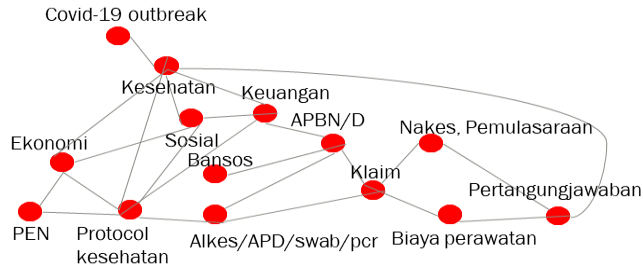 Covid-19 outbreak
Kesehatan
Keuangan
APBN/D
Nakes, Pemulasaraan
Ekonomi
Sosial
Bansos
Klaim
Pertangungjawaban
PEN
Protocol
kesehatan
Alkes/APD/swab/pcr
Biaya perawatan